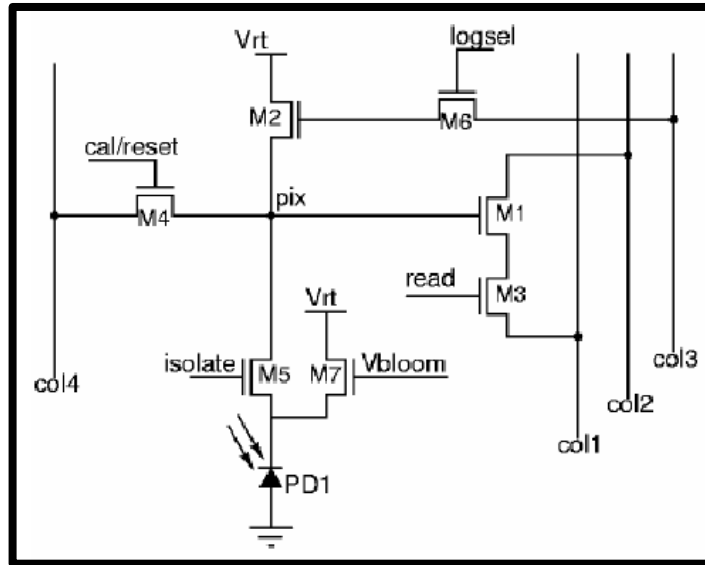 Vrt
logsel
M2
M6
cal/reset
pix
M4
M1
read
M3
Vrt
isolate
M5
M7
Vbloom
col4
col3
col2
col1
PD1